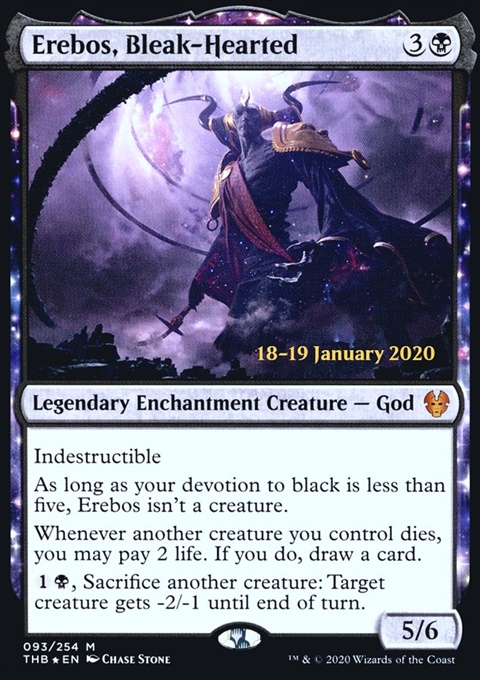 Erebos, Bleak-Hearted 3
18-19 January 2020
Legendary Enchantment Creature — God
Indestructible
As long as your devotion to black is less than
five, Erebos isn't a creature.
Whenever another creature you control dies,
you may pay 2 life. If you do, draw a card.
1 , Sacrifice another creature: Target
creature gets -2/-1 until end of turn.
5/6
093/254 M
THB ★ EN Chase Stone
™ & © 2020 Wizards of the Coast